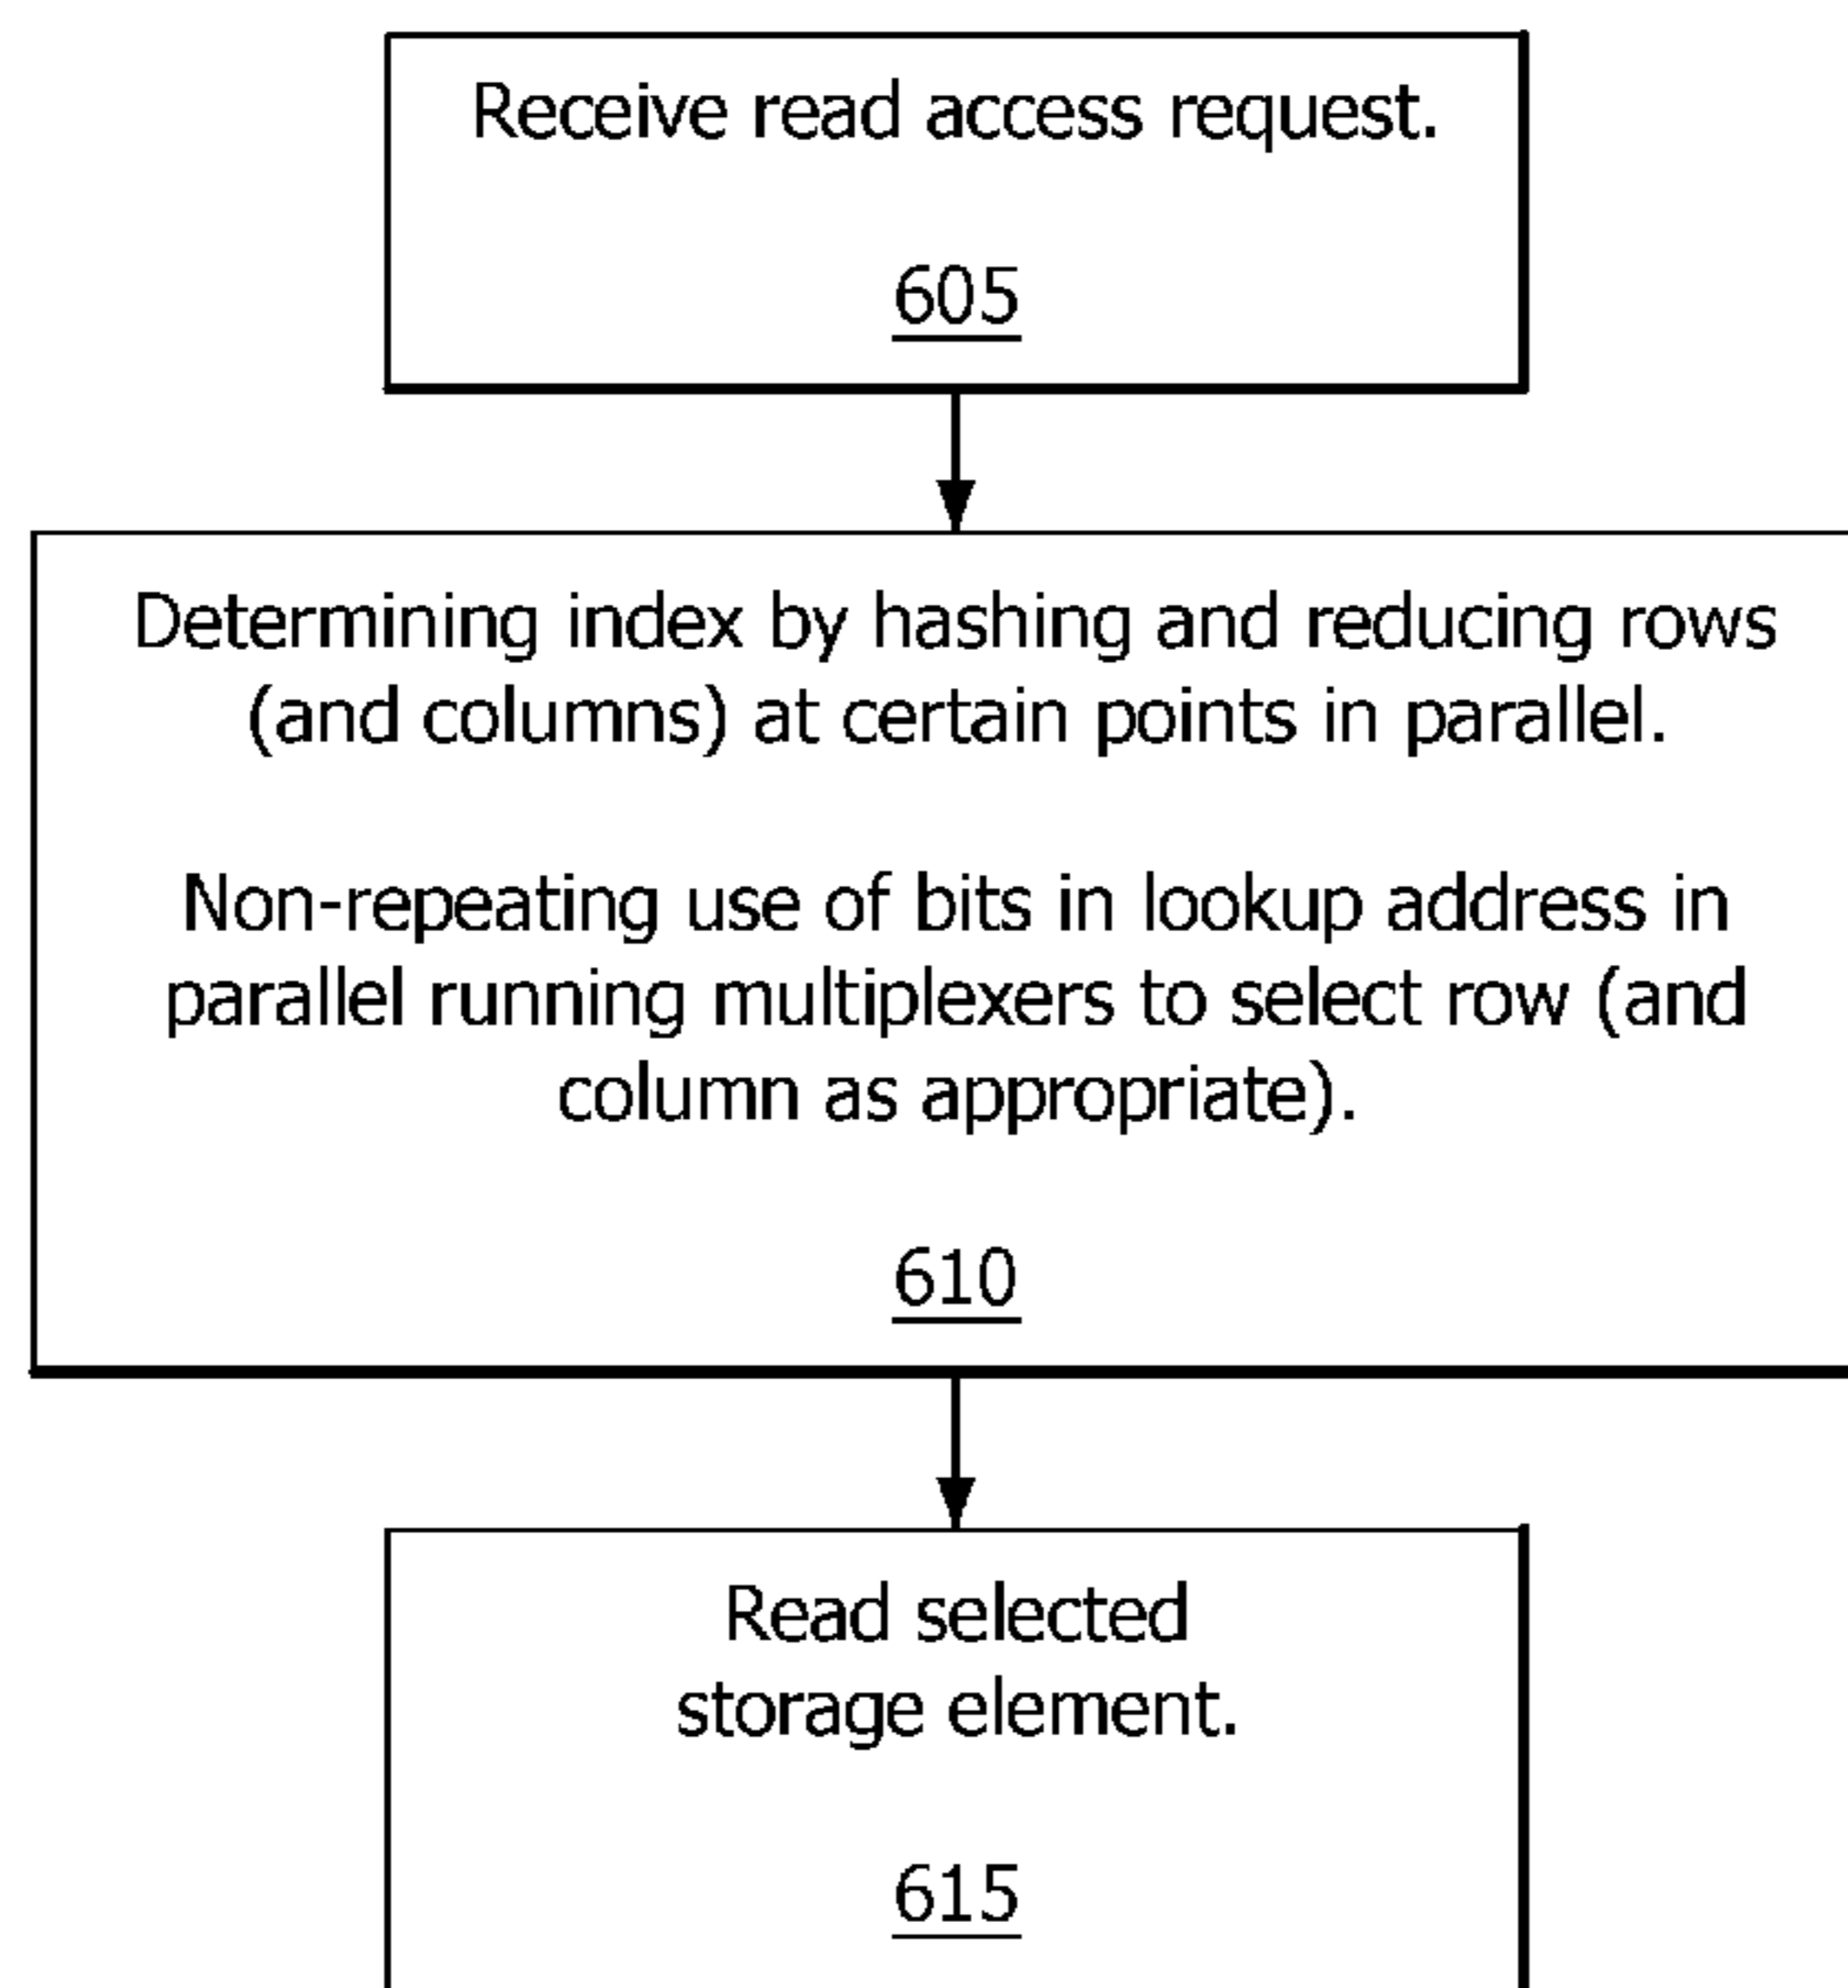 Receive read access request.
605
Determining index by hashing and reducing rows
(and columns) at certain points in parallel.
Non-repeating use of bits in lookup address in
parallel running multiplexers to select row (and
column as appropriate).
610
Read selected
storage element.
615